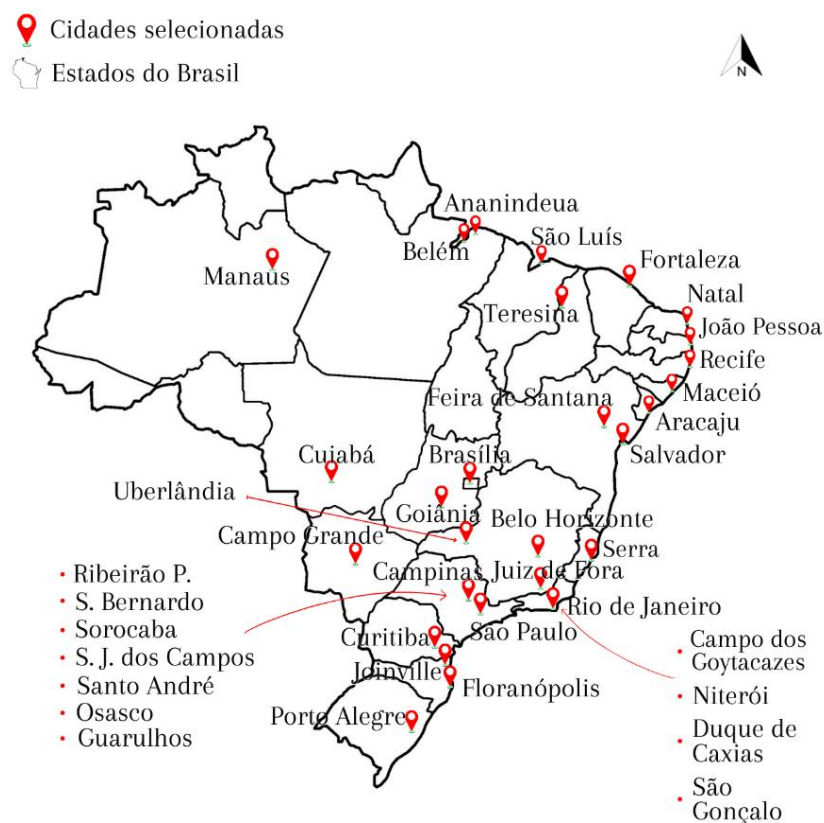 Cidades selecionadas
Estados do Brasil
N
Ananindeua
Belém
São Luís
Manaus
Fortaleza
Teresina
Natal
João Pessoa
Recife
Maceió
Feira de Santana
Aracaju
Salvador
Cuiabá
Brasília
Uberlândia
Goiânia
Belo Horizonte
Campo Grande
Serra
Campinas
Juiz de Fora
Rio de Janeiro
São Paulo
Curitiba
Joinville
Floranópolis
Porto Alegre
• Ribeirão P.
• S. Bernardo
• Sorocaba
• S. J. dos Campos
• Santo André
• Osasco
• Guarulhos
• Campo dos
Goytacazes
• Niterói
• Duque de
Caxias
• São
Gonçalo